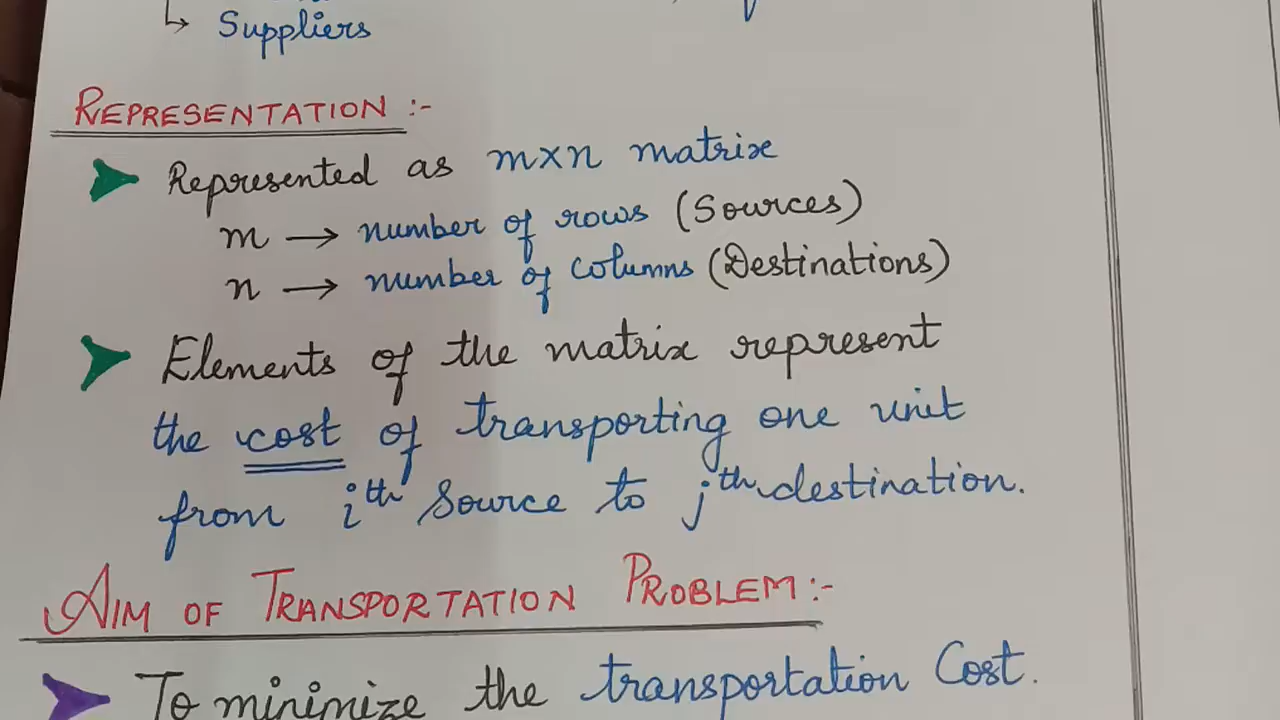 ↳ Suppliers
REPRESENTATION :-
➤ Represented as m×n matrix
m → number of rows (Sources)
n → number of columns (Destinations)
➤ Elements of the matrix represent
the cost of transporting one unit
from iᵗʰ source to jᵗʰ destination.
AIM OF TRANSPORTATION PROBLEM :-
➤ To minimize the transportation Cost.